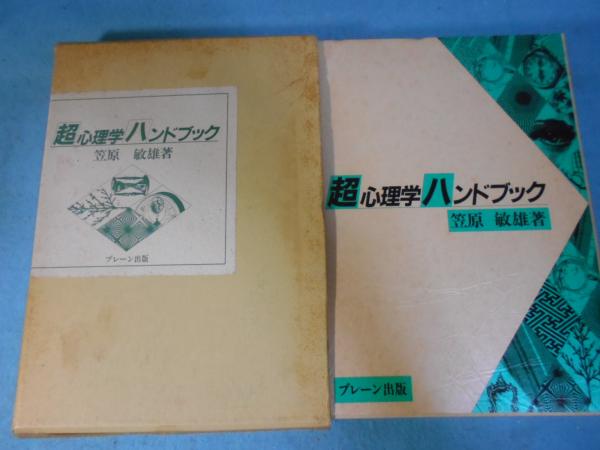 超心理学ハンドブック
笠原 敏雄著
ブレーン出版
超心理学ハンドブック
笠原 敏雄著
ブレーン出版